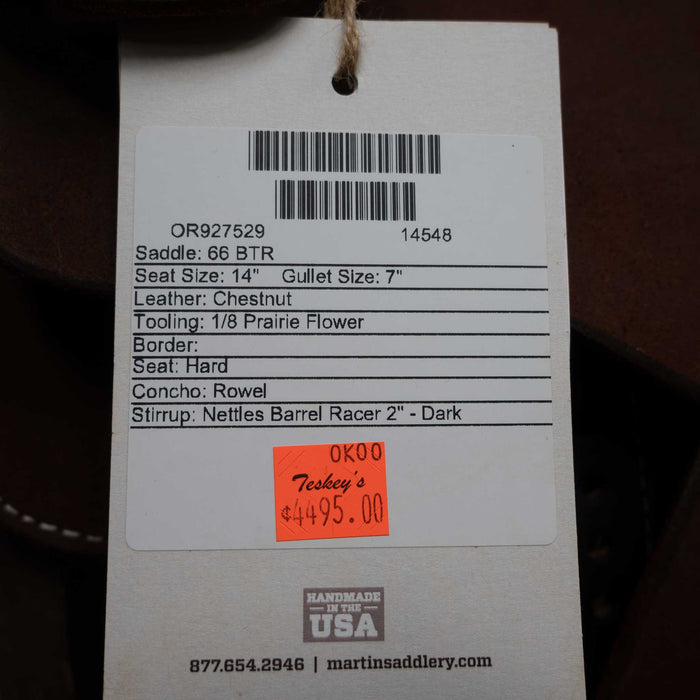 OR927529 14548
Saddle: 66 BTR
Seat Size: 14" Gullet Size: 7"
Leather: Chestnut
Tooling: 1/8 Prairie Flower
Border:
Seat: Hard
Concho: Rowel
Stirrup: Nettles Barrel Racer 2" - Dark
OKOO
Teskey's
¢4495.00
HANDMADE
IN THE
USA
877.654.2946 | martinsaddlery.com